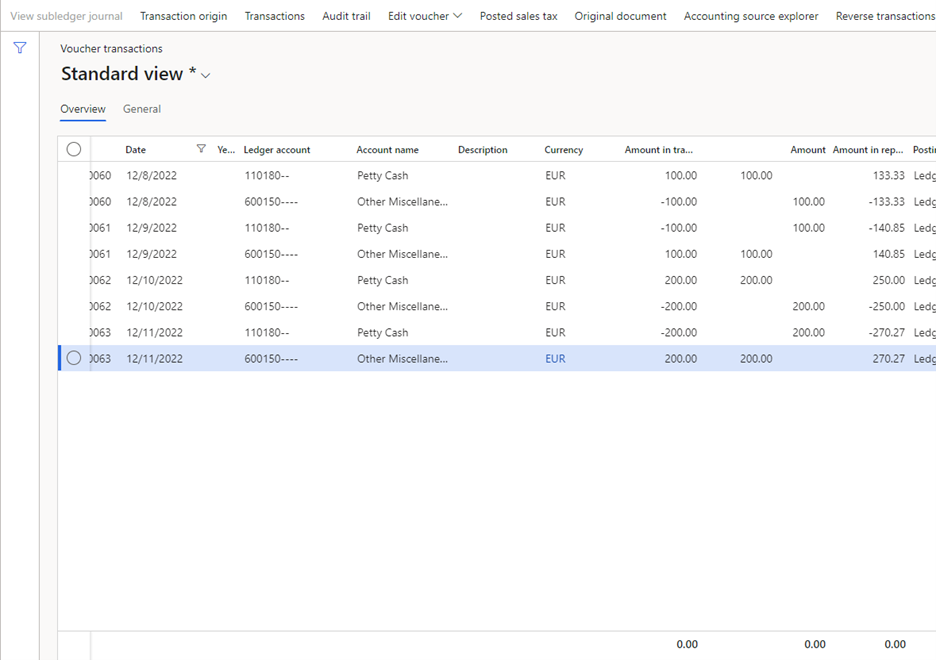 View subledger journal Transaction origin Transactions Audit trail Edit voucher Posted sales tax Original document Accounting source explorer Reverse transactions
Voucher transactions
Standard view *
Overview General
Date Ye... Ledger account Account name Description Currency Amount in tra... Amount Amount in rep... Postin
0060 12/8/2022 110180-- Petty Cash EUR 100.00 100.00 133.33 Ledg
0060 12/8/2022 600150---- Other Miscellane... EUR -100.00 100.00 -133.33 Ledg
0061 12/9/2022 110180-- Petty Cash EUR -100.00 100.00 -140.85 Ledg
0061 12/9/2022 600150---- Other Miscellane... EUR 100.00 100.00 140.85 Ledg
0062 12/10/2022 110180-- Petty Cash EUR 200.00 200.00 250.00 Ledg
0062 12/10/2022 600150---- Other Miscellane... EUR -200.00 200.00 -250.00 Ledg
0063 12/11/2022 110180-- Petty Cash EUR -200.00 200.00 -270.27 Ledg
0063 12/11/2022 600150---- Other Miscellane... EUR 200.00 200.00 270.27 Ledg
0.00 0.00 0.00